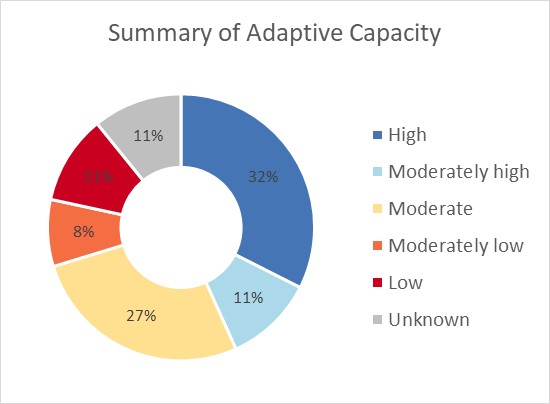 Summary of Adaptive Capacity
11%
32%
11%
8%
27%
11%
High
Moderately high
Moderate
Moderately low
Low
Unknown